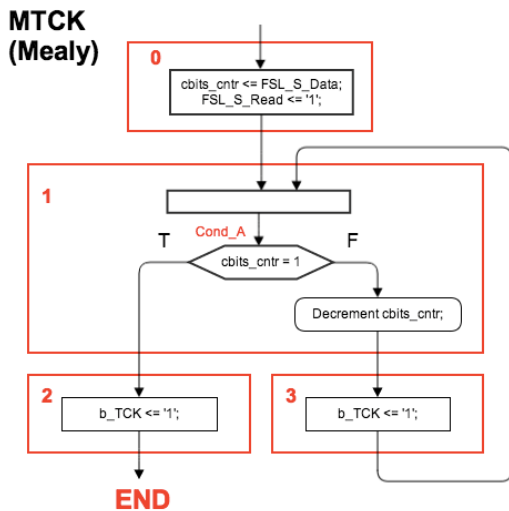 MTCK
(Mealy)
0
cbits_cntr <= FSL_S_Data;
FSL_S_Read <= '1';
1
Cond_A
T
F
cbits_cntr = 1
Decrement cbits_cntr;
2
b_TCK <= '1';
3
b_TCK <= '1';
END